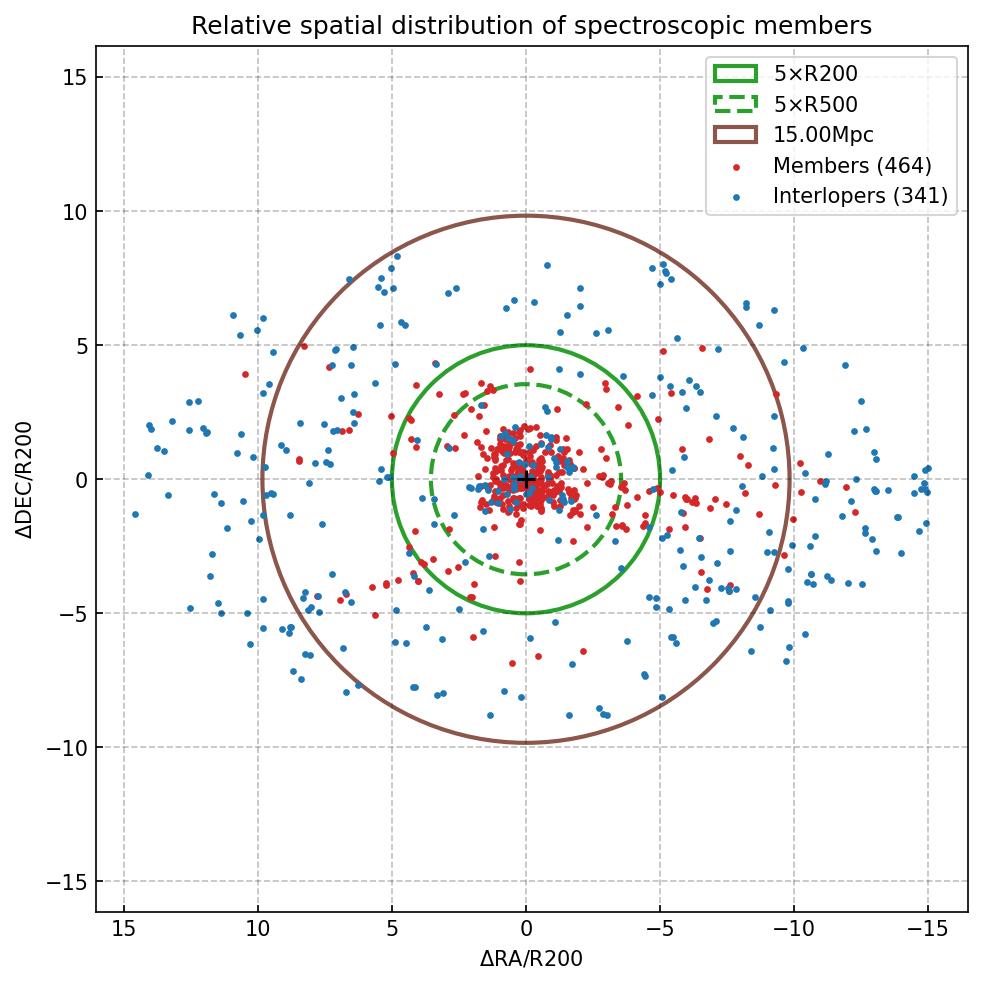 Relative spatial distribution of spectroscopic members
5×R200
5×R500
15.00Mpc
Members (464)
Interlopers (341)
15
10
5
0
−5
−10
−15
ΔDEC/R200
15
10
5
0
−5
−10
−15
ΔRA/R200